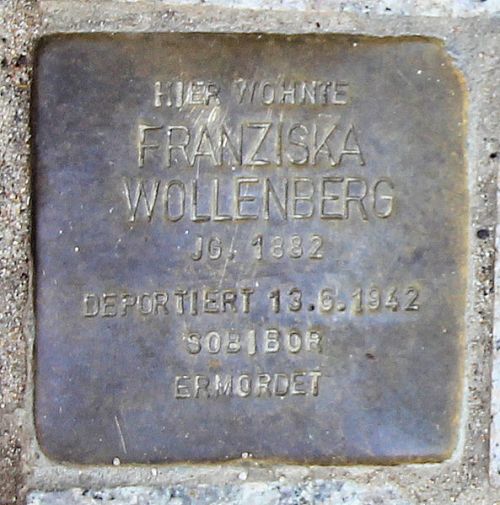 HIER WOHNTE
FRANZISKA
WOLLENBERG
JG. 1882
DEPORTIERT 13.6.1942
SOBIBOR
ERMORDET